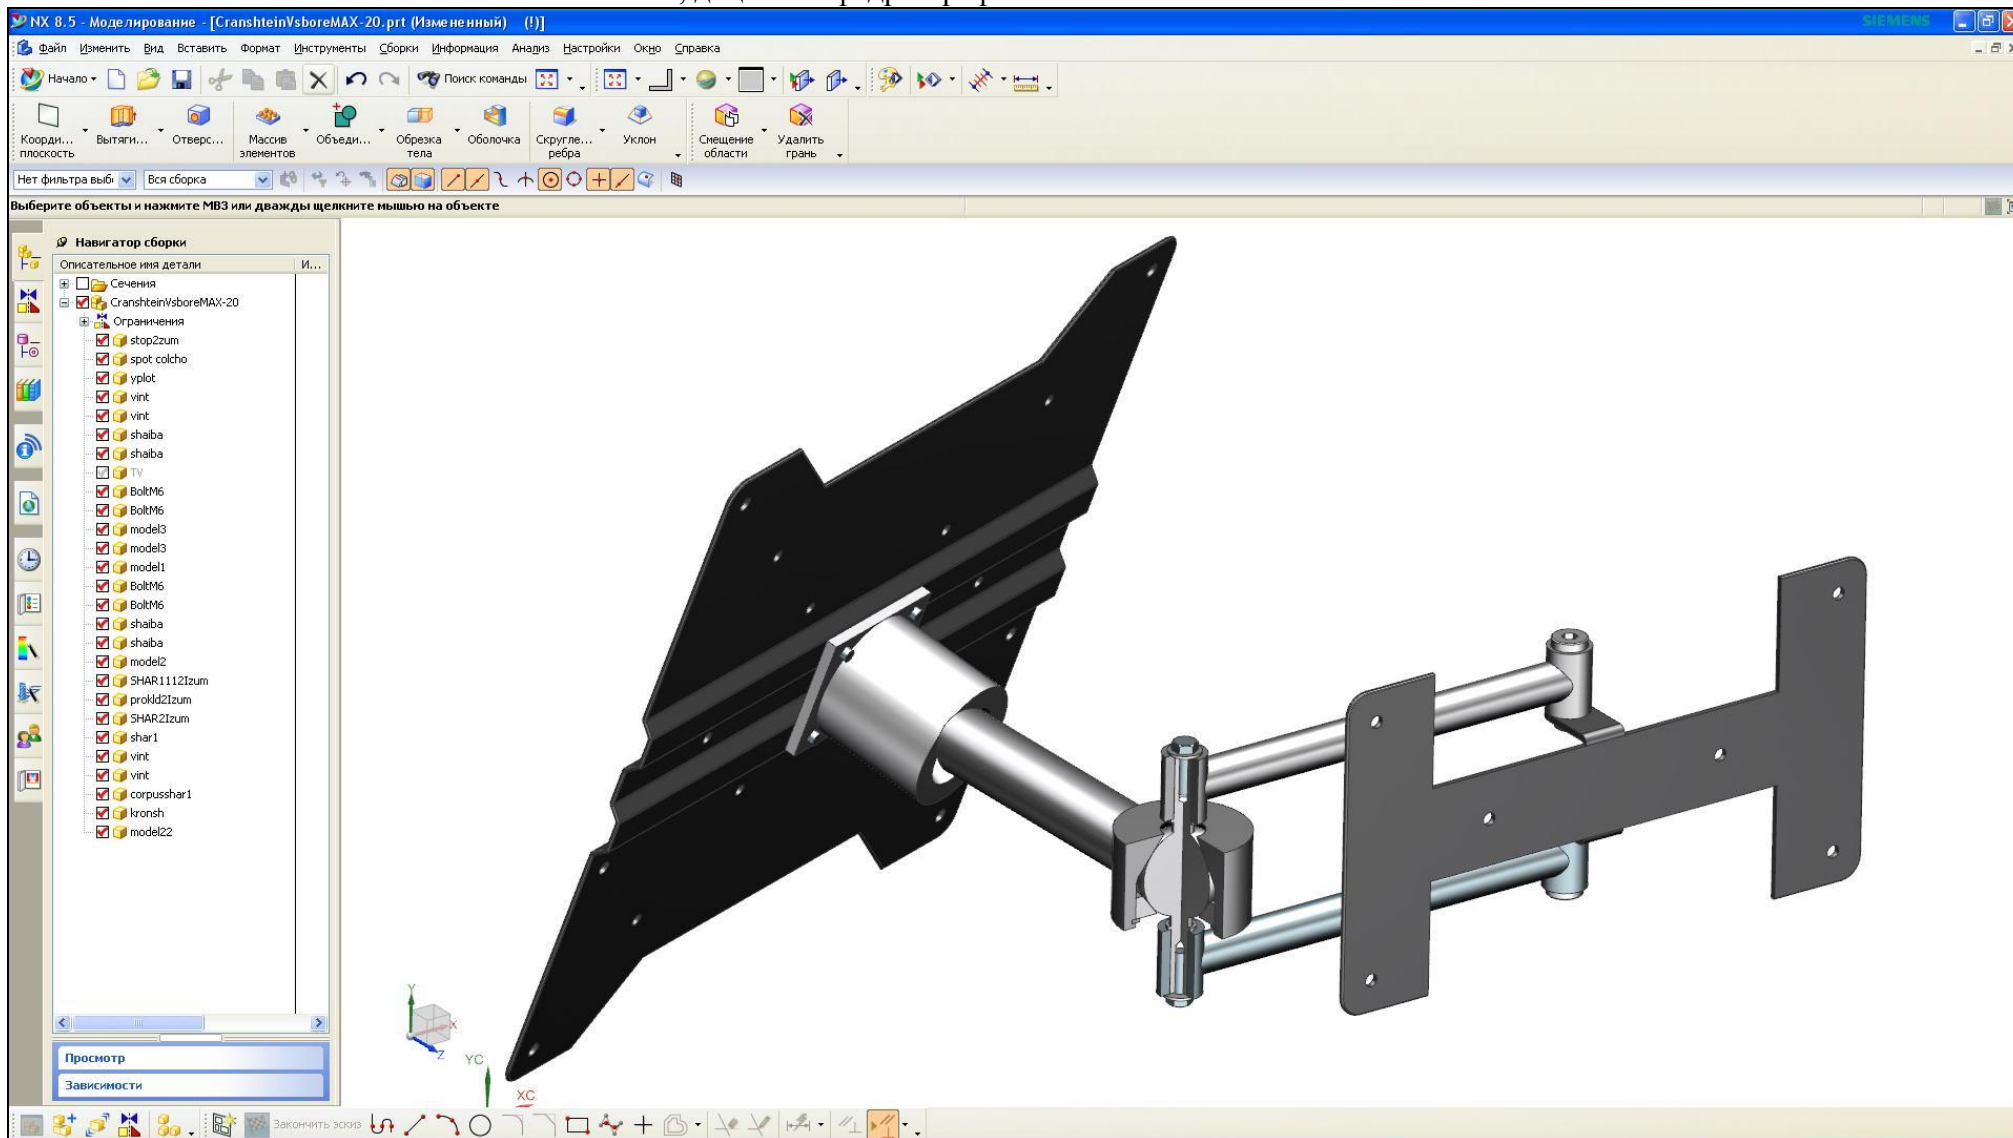 NX 8.5 - Моделирование - [CranshteinVsboreMAX-20.prt (Измененный) (!)]
SIEMENS
Файл Изменить Вид Вставить Формат Инструменты Сборки Информация Анализ Настройки Окно Справка
Начало
Поиск команды
Коорди... плоскость
Вытяги...
Отверс...
Массив элементов
Объеди...
Обрезка тела
Оболочка
Скругле... ребра
Уклон
Смещение области
Удалить грань
Нет фильтра выб
Вся сборка
Выберите объекты и нажмите МВ3 или дважды щелкните мышью на объекте
Навигатор сборки
Описательное имя детали И...
Сечения
CranshteinVsboreMAX-20
Ограничения
stop2zum
spot colcho
yplot
vint
vint
shaiba
shaiba
TV
BoltM6
BoltM6
model3
model3
model1
BoltM6
BoltM6
shaiba
shaiba
model2
SHAR1112Izum
prokld2Izum
SHAR2Izum
shar1
vint
vint
corpusshar1
kronsh
model22
Просмотр
Зависимости
Y
X
Z
YC
XC
Закончить эскиз